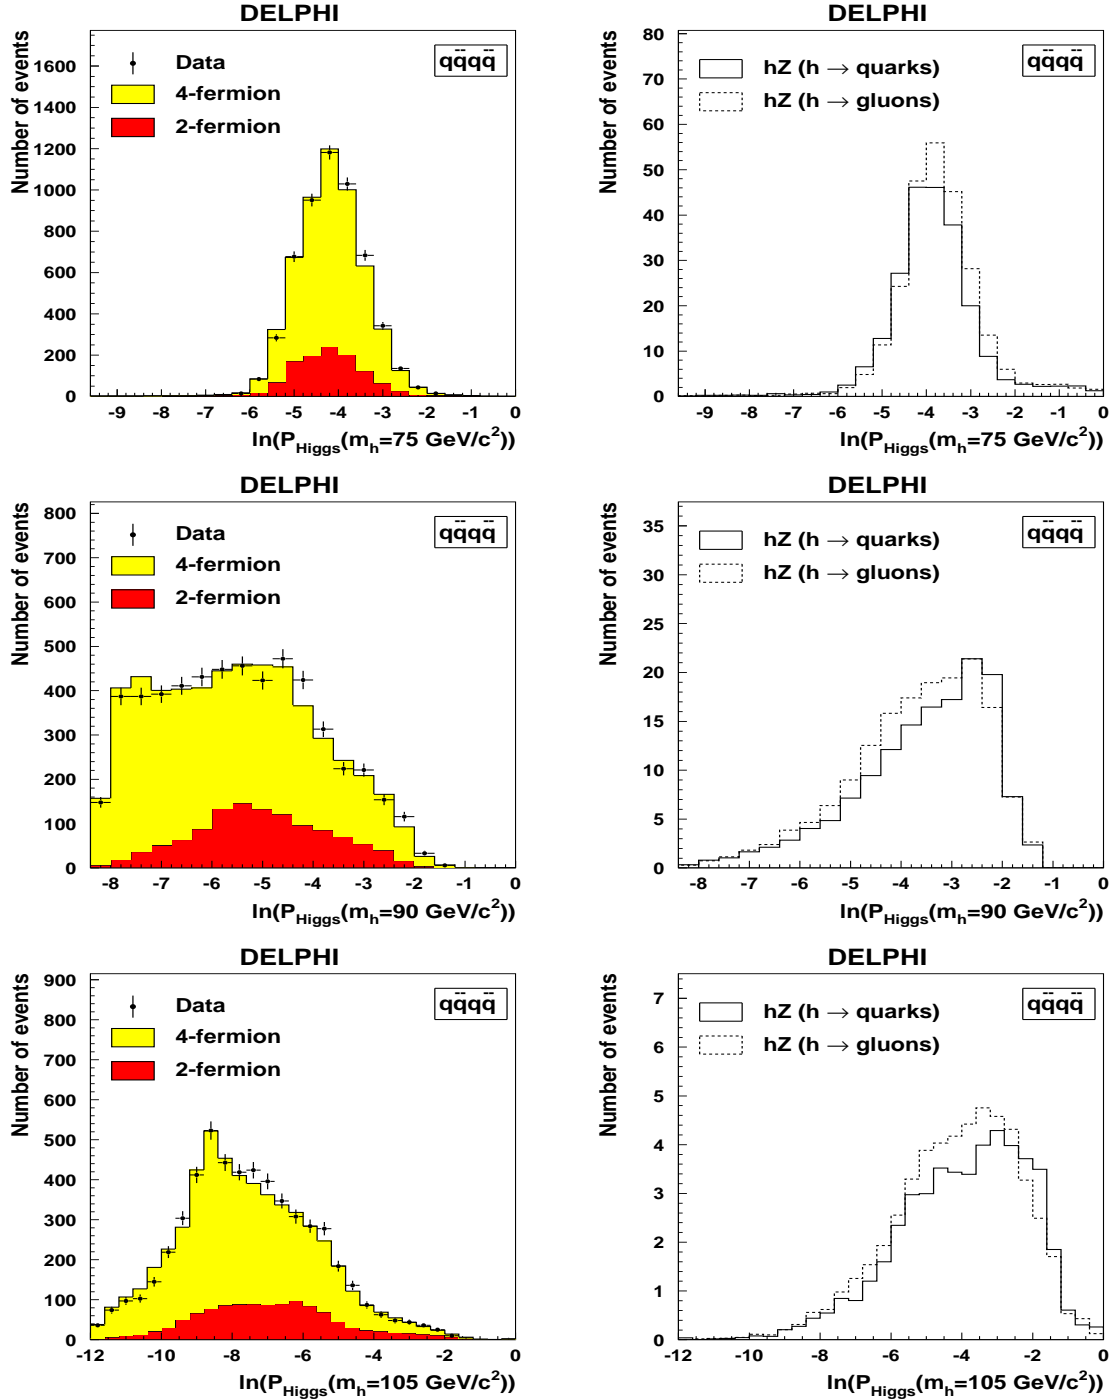 DELPHI
Number of events
1600
1400
1200
1000
800
600
400
200
0
Data
4-fermion
2-fermion
qq̄qq̄
-9 -8 -7 -6 -5 -4 -3 -2 -1 0
ln(P_Higgs(m_h=75 GeV/c²))
DELPHI
Number of events
80
70
60
50
40
30
20
10
0
hZ (h → quarks)
hZ (h → gluons)
qq̄qq̄
-9 -8 -7 -6 -5 -4 -3 -2 -1 0
ln(P_Higgs(m_h=75 GeV/c²))
DELPHI
Number of events
800
700
600
500
400
300
200
100
0
Data
4-fermion
2-fermion
qq̄qq̄
-8 -7 -6 -5 -4 -3 -2 -1 0
ln(P_Higgs(m_h=90 GeV/c²))
DELPHI
Number of events
35
30
25
20
15
10
5
0
hZ (h → quarks)
hZ (h → gluons)
qq̄qq̄
-8 -7 -6 -5 -4 -3 -2 -1 0
ln(P_Higgs(m_h=90 GeV/c²))
DELPHI
Number of events
900
800
700
600
500
400
300
200
100
0
Data
4-fermion
2-fermion
qq̄qq̄
-12 -10 -8 -6 -4 -2 0
ln(P_Higgs(m_h=105 GeV/c²))
DELPHI
Number of events
7
6
5
4
3
2
1
0
hZ (h → quarks)
hZ (h → gluons)
qq̄qq̄
-12 -10 -8 -6 -4 -2 0
ln(P_Higgs(m_h=105 GeV/c²))